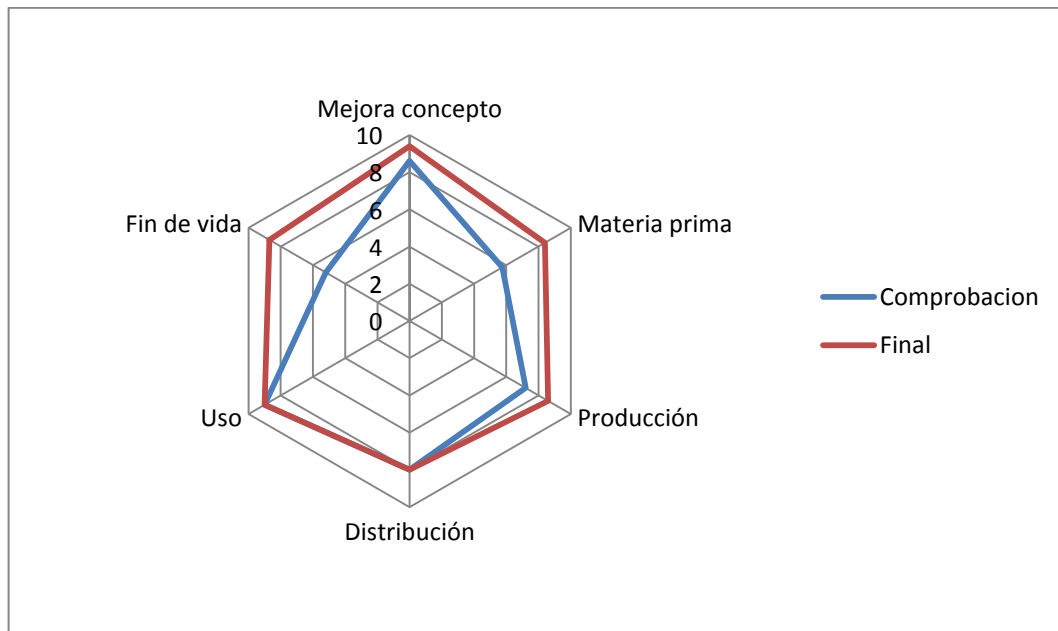 Mejora concepto
10
8
6
4
2
0
Fin de vida
Materia prima
Uso
Producción
Distribución
Comprobacion
Final